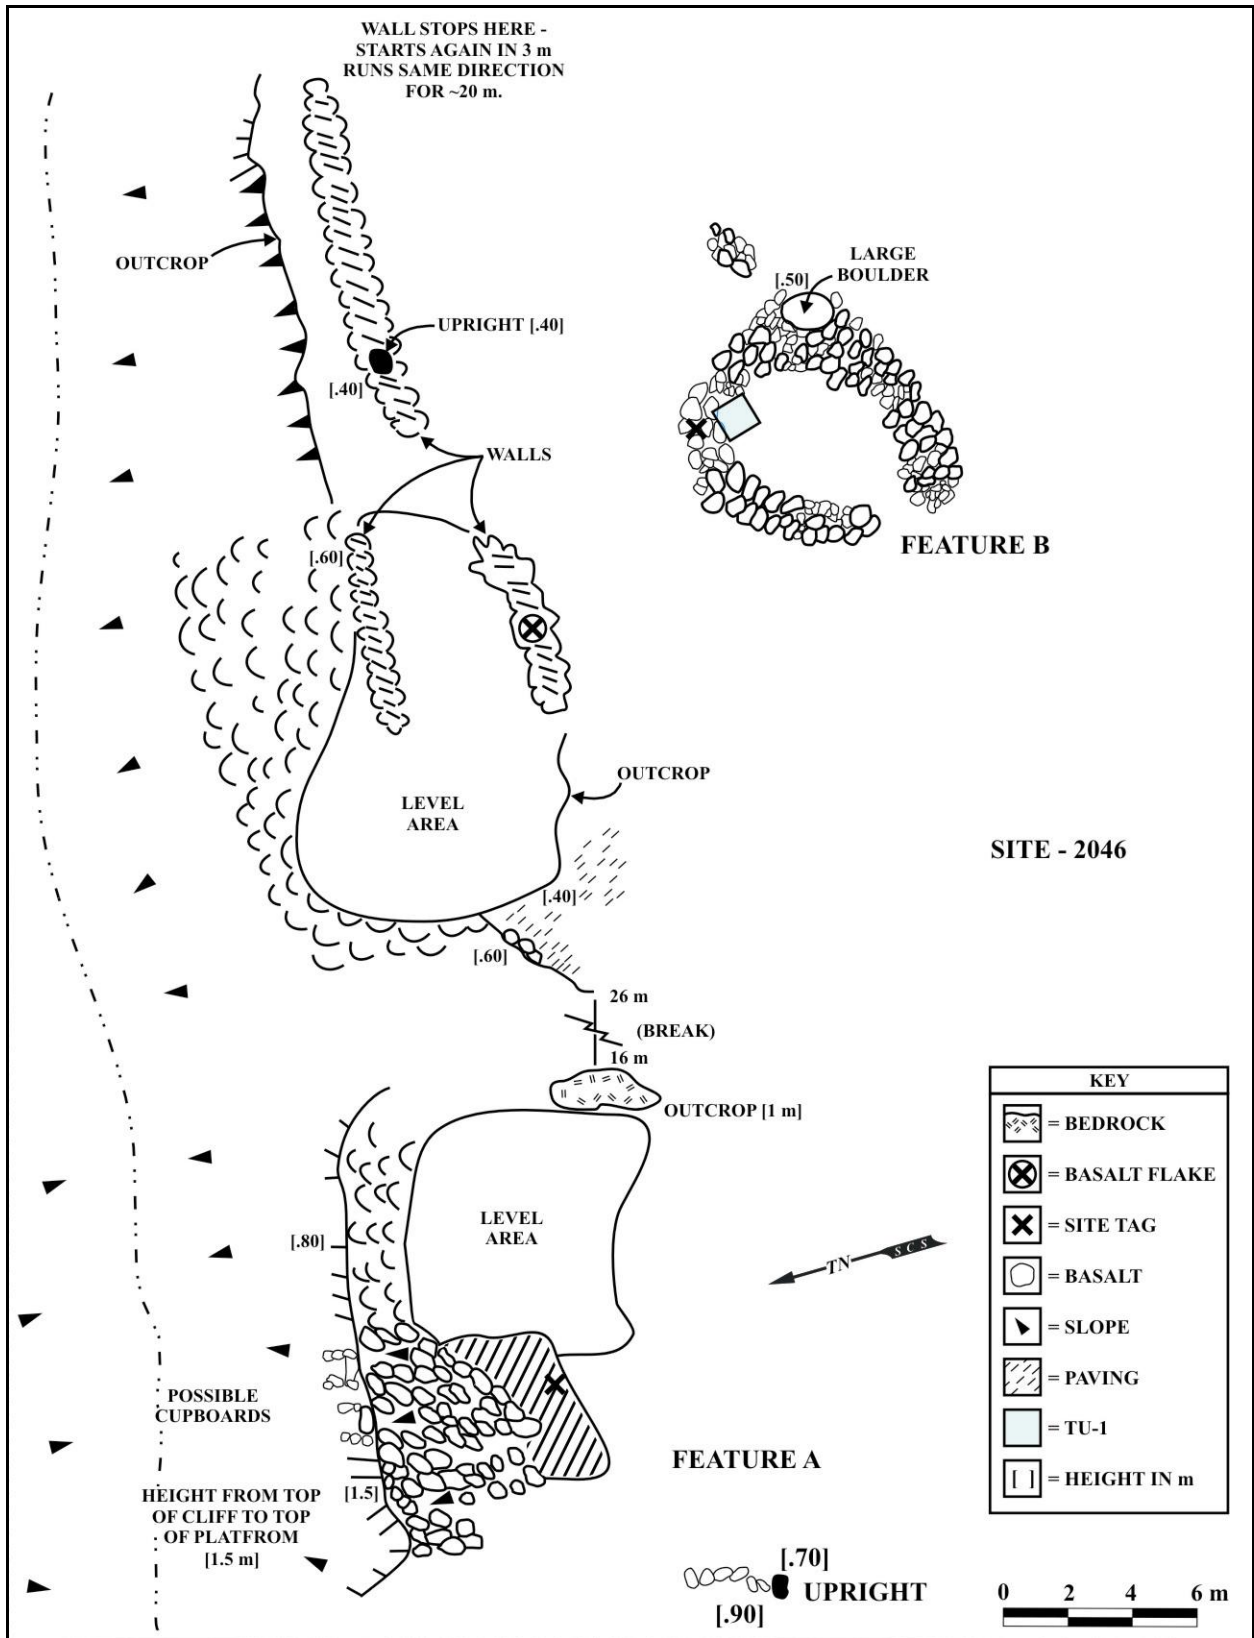 WALL STOPS HERE -
STARTS AGAIN IN 3 m
RUNS SAME DIRECTION
FOR ~20 m.
OUTCROP
LARGE
BOULDER
[.50]
UPRIGHT [.40]
[.40]
WALLS
[.60]
FEATURE B
OUTCROP
LEVEL
AREA
SITE - 2046
[.40]
[.60]
26 m
(BREAK)
16 m
OUTCROP [1 m]
LEVEL
AREA
[.80]
TN
SCS
POSSIBLE
CUPBOARDS
FEATURE A
[1.5]
HEIGHT FROM TOP
OF CLIFF TO TOP
OF PLATFROM
[1.5 m]
[.70]
UPRIGHT
[.90]
KEY
= BEDROCK
= BASALT FLAKE
= SITE TAG
= BASALT
= SLOPE
= PAVING
= TU-1
[ ] = HEIGHT IN m
0 2 4 6 m